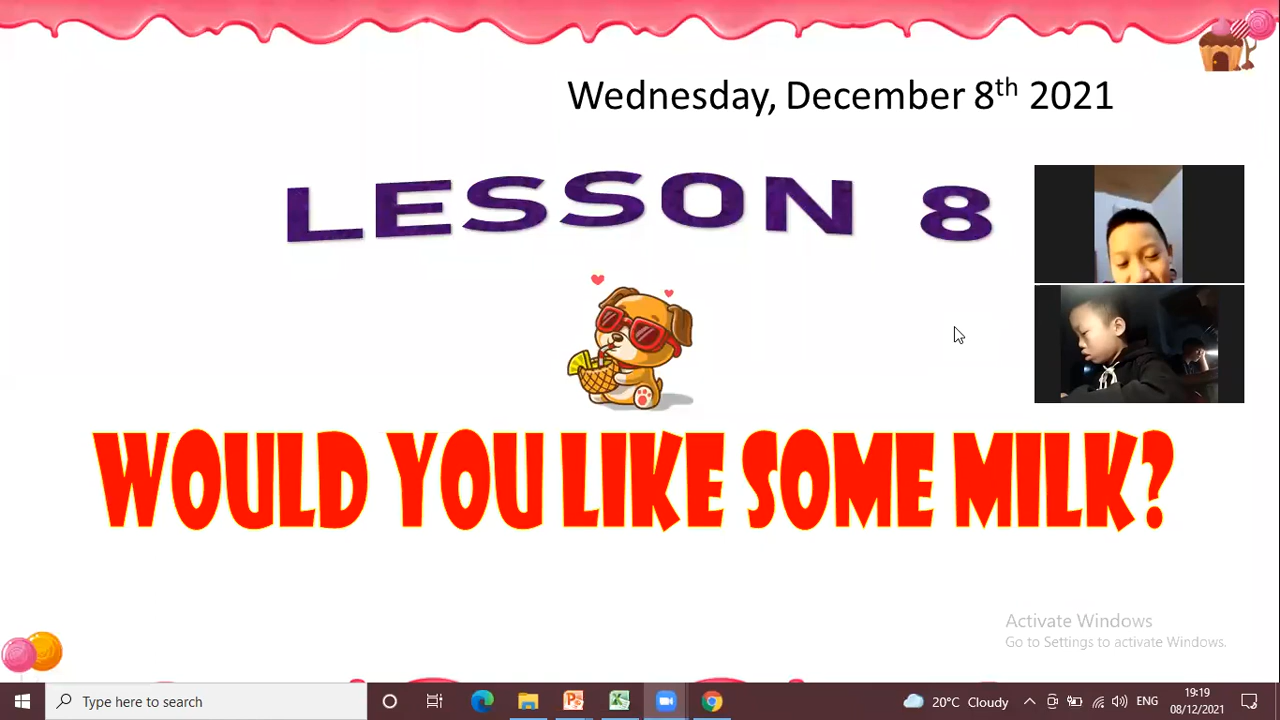 Wednesday, December 8th 2021
LESSON 8
WOULD YOU LIKE SOME MILK?
Activate Windows
Go to Settings to activate Windows.
Type here to search
20°C Cloudy
ENG
19:19
08/12/2021